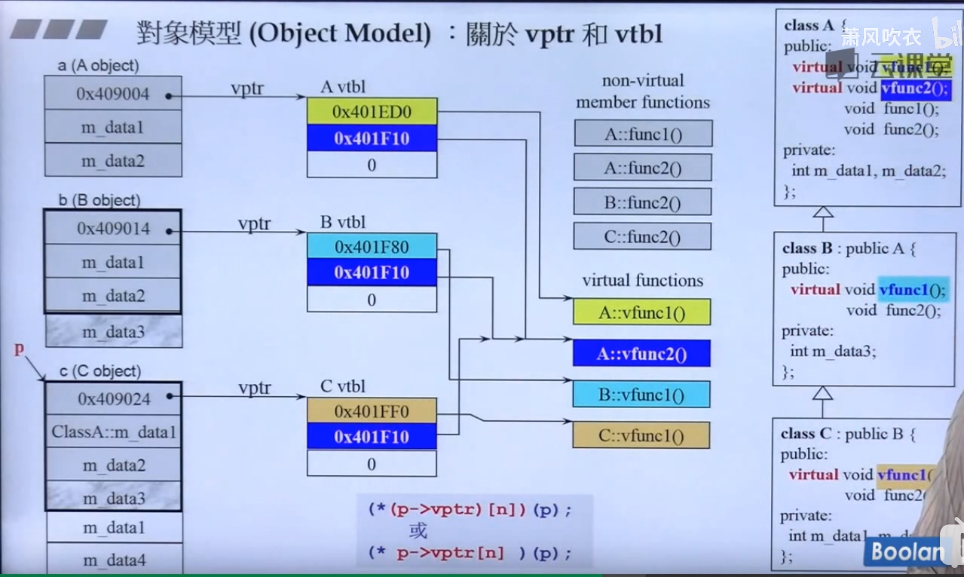 對象模型 (Object Model) ：關於 vptr 和 vtbl
萧风吹衣
云课堂
a (A object)
0x409004
m_data1
m_data2
vptr
A vtbl
0x401ED0
0x401F10
0
b (B object)
0x409014
m_data1
m_data2
m_data3
vptr
B vtbl
0x401F80
0x401F10
0
p
c (C object)
0x409024
ClassA::m_data1
m_data2
m_data3
m_data1
m_data4
vptr
C vtbl
0x401FF0
0x401F10
0
non-virtual
member functions
A::func1()
A::func2()
B::func2()
C::func2()
virtual functions
A::vfunc1()
A::vfunc2()
B::vfunc1()
C::vfunc1()
(*(p->vptr)[n])(p);
或
(* p->vptr[n] )(p);
class A {
public:
virtual void vfunc1();
virtual void vfunc2();
void func1();
void func2();
private:
int m_data1, m_data2;
};
class B : public A {
public:
virtual void vfunc1();
void func2();
private:
int m_data3;
};
class C : public B {
public:
virtual void vfunc1(
void func2
private:
int m_data1,
};
Boolan